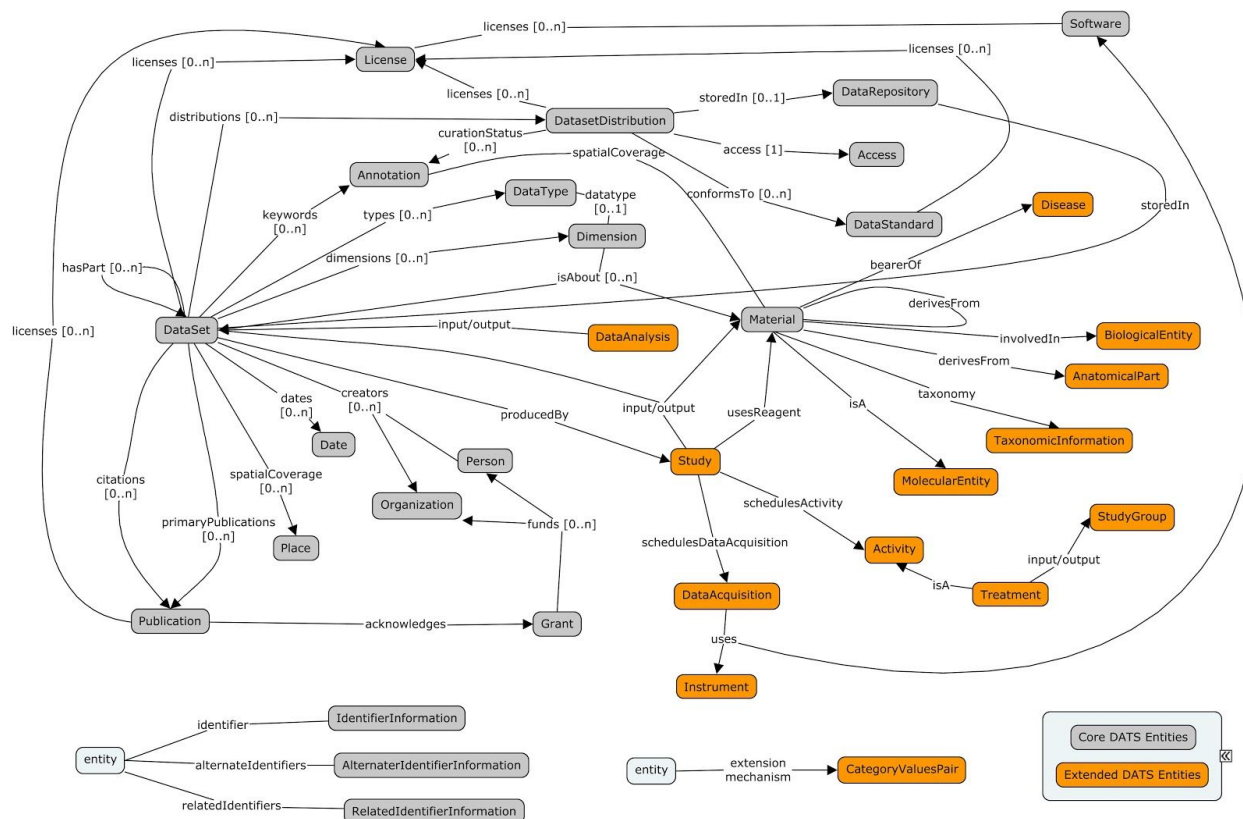 licenses [0..n]
Software
License
licenses [0..n]
licenses [0..n]
licenses [0..n]
storedIn [0..1]
DataRepository
distributions [0..n]
DatasetDistribution
curationStatus
[0..n]
access [1]
Access
spatialCoverage
Annotation
DataType
datatype
[0..1]
conformsTo [0..n]
Disease
storedIn
keywords
[0..n]
types [0..n]
DataStandard
Dimension
dimensions [0..n]
bearerOf
hasPart [0..n]
isAbout [0..n]
derivesFrom
licenses [0..n]
DataSet
input/output
DataAnalysis
Material
involvedIn
BiologicalEntity
derivesFrom
AnatomicalPart
dates
[0..n]
creators
[0..n]
taxonomy
isA
producedBy
input/output
usesReagent
Date
TaxonomicInformation
Person
Study
citations
[0..n]
spatialCoverage
[0..n]
MolecularEntity
Organization
schedulesActivity
StudyGroup
primaryPublications
[0..n]
funds [0..n]
Place
schedulesDataAcquisition
Activity
input/output
isA
Treatment
DataAcquisition
Publication
acknowledges
Grant
uses
Instrument
identifier
IdentifierInformation
entity
alternateIdentifiers
AlternaterIdentifierInformation
relatedIdentifiers
RelatedIdentifierInformation
entity
extension
mechanism
CategoryValuesPair
Core DATS Entities
Extended DATS Entities